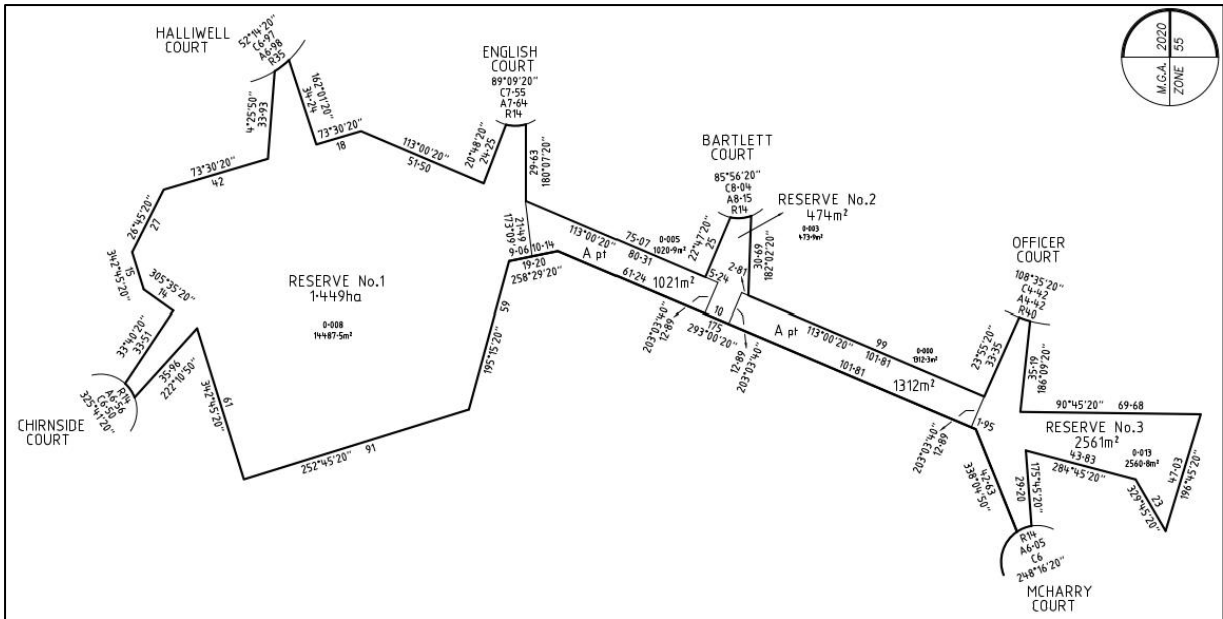 HALLIWELL
COURT
52°14'20"
C6·97
A6·98
R35
4°25'50"
33·93
162°01'20"
34·24
73°30'20"
18
73°30'20"
42
26°45'20"
27
342°45'20"
15
305°35'20"
14
33°40'20"
33·51
R14
A6·56
C6·50
325°41'20"
CHIRNSIDE
COURT
35·96
222°10'50"
342°45'20"
61
252°45'20"
91
195°15'20"
59
RESERVE No.1
1·449ha
0·008
14487·5m²
113°00'20"
51·50
20°48'20"
24·25
ENGLISH
COURT
89°09'20"
C7·55
A7·64
R14
29·63
180°07'20"
21·49
173°09'
9·06
10·14
19·20
258°29'20"
75·07
113°00'20"
80·31
A pt
61·24
0·005
1020·9m²
1021m²
BARTLETT
COURT
85°56'20"
C8·04
A8·15
R14
RESERVE No.2
474m²
0·003
473·9m²
22°47'20"
25
30·69
182°02'20"
5·24
2·81
10
175
293°00'20"
203°03'40"
12·89
12·89
203°03'40"
A pt
99
113°00'20"
101·81
0·000
1312·3m²
101·81
1312m²
203°03'40"
12·89
1·95
OFFICER
COURT
108°35'20"
C4·42
A4·42
R40
23°55'20"
33·35
35·19
186°09'20"
90°45'20"
69·68
RESERVE No.3
2561m²
0·013
2560·8m²
43·83
284°45'20"
47·03
196°45'20"
23
329°45'20"
42·63
338°04'50"
29·20
175°45'20"
R14
A6·05
C6
248°16'20"
MCHARRY
COURT
M.G.A. 2020
ZONE 55